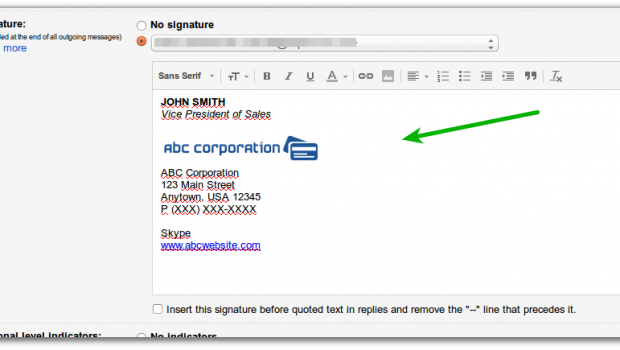 ature:
No signature
led at the end of all outgoing messages)
more
Sans Serif
B I U A
JOHN SMITH
Vice President of Sales
Abc corporation
ABC Corporation
123 Main Street
Anytown, USA 12345
P (XXX) XXX-XXXX
Skype
www.abcwebsite.com
Insert this signature before quoted text in replies and remove the "--" line that precedes it.
onal level indicators:
No indicators